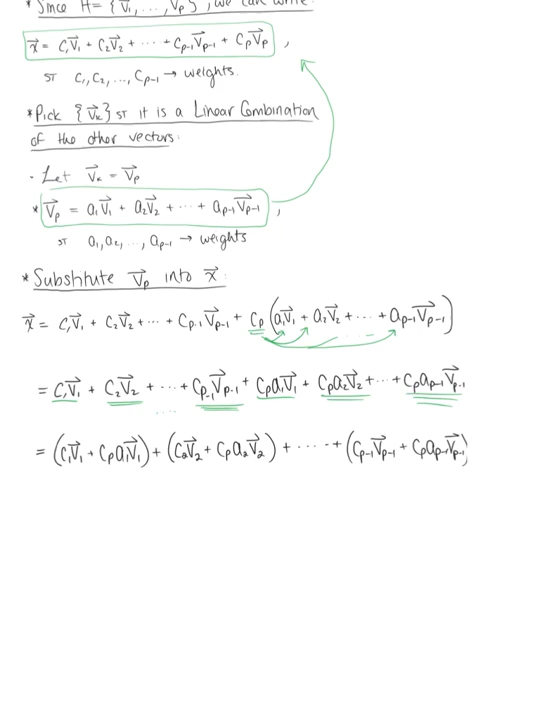 * Since H = { v⃗₁, ..., v⃗p } , we can write:
x⃗ = C₁v⃗₁ + C₂v⃗₂ + ··· + Cp-1v⃗p-1 + Cpv⃗p ,
ST C₁, C₂, ..., Cp-1 → weights.
* Pick {v⃗k} ST it is a Linear Combination
of the other vectors:
· Let v⃗k = v⃗p
* v⃗p = a₁v⃗₁ + a₂v⃗₂ + ··· + ap-1v⃗p-1 ,
ST a₁, a₂, ..., ap-1 → weights
* Substitute v⃗p into x⃗ :
x⃗ = C₁v⃗₁ + C₂v⃗₂ + ··· + Cp-1v⃗p-1 + Cp(a₁v⃗₁ + a₂v⃗₂ + ··· + ap-1v⃗p-1)
= C₁v⃗₁ + C₂v⃗₂ + ··· + Cp-1v⃗p-1 + Cpa₁v⃗₁ + Cpa₂v⃗₂ + ··· + Cpap-1v⃗p-1
= (C₁v⃗₁ + Cpa₁v⃗₁) + (C₂v⃗₂ + Cpa₂v⃗₂) + ···· + (Cp-1v⃗p-1 + Cpap-1v⃗p-1)